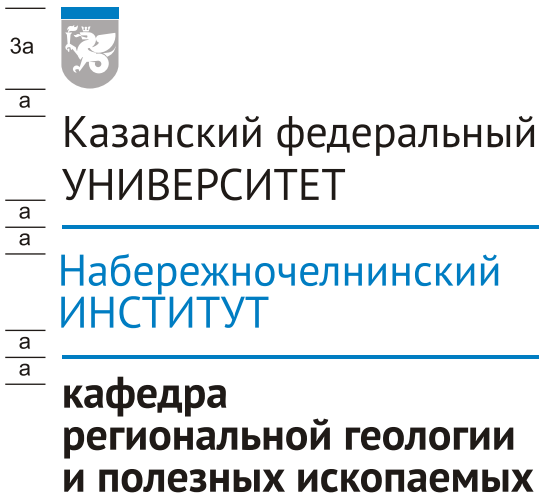 3a
a
Казанский федеральный
УНИВЕРСИТЕТ
a
a
Набережночелнинский
ИНСТИТУТ
a
a
кафедра
региональной геологии
и полезных ископаемых